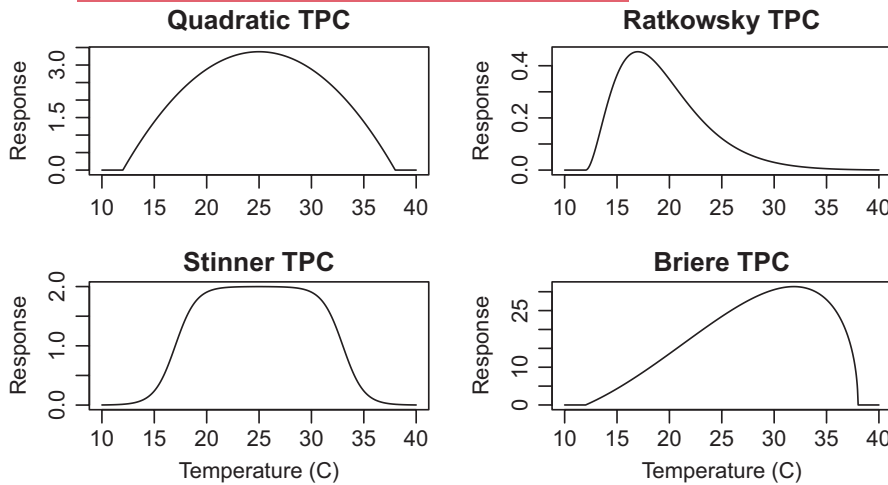 Quadratic TPC
Response
0.0 1.5 3.0
10 15 20 25 30 35 40
Ratkowsky TPC
Response
0.0 0.2 0.4
10 15 20 25 30 35 40
Stinner TPC
Response
0.0 1.0 2.0
10 15 20 25 30 35 40
Temperature (C)
Briere TPC
Response
0 10 25
10 15 20 25 30 35 40
Temperature (C)